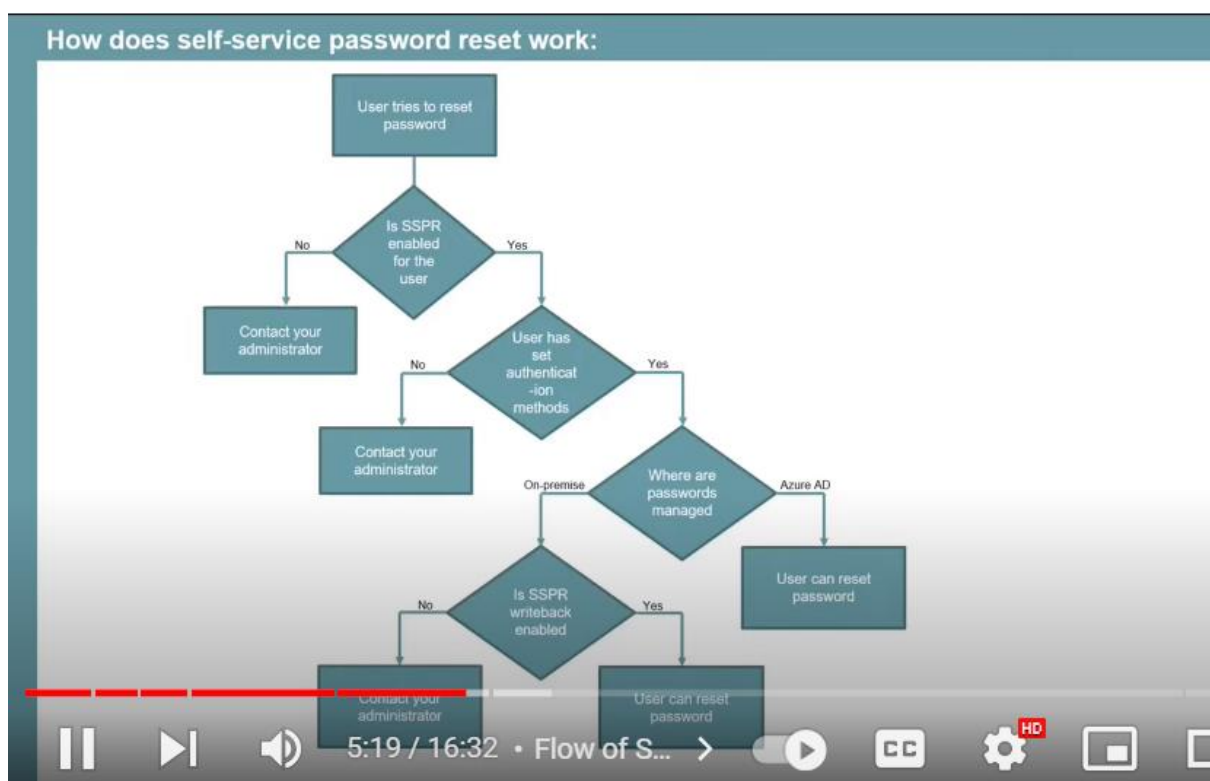 How does self-service password reset work:
User tries to reset
password
Is SSPR
enabled
for the
user
No
Yes
Contact your
administrator
User has
set
authenticat
-ion
methods
No
Yes
Contact your
administrator
Where are
passwords
managed
On-premise
Azure AD
User can reset
password
Is SSPR
writeback
enabled
No
Yes
Contact your
administrator
User can reset
password
5:19 / 16:32 • Flow of S...
CC
HD